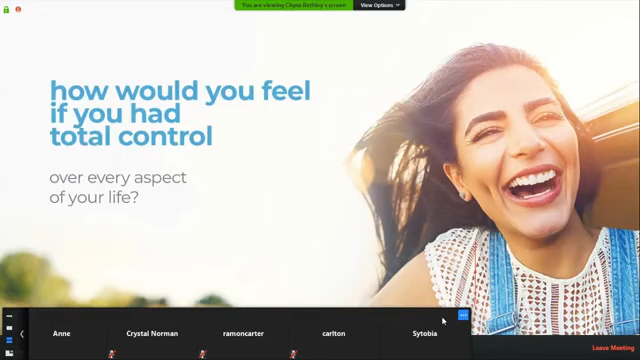 You are viewing Cliyna Bethley's screen
View Options
how would you feel
if you had
total control
over every aspect
of your life?
Anne
Crystal Norman
ramoncarter
carlton
Sytobia
Leave Meeting